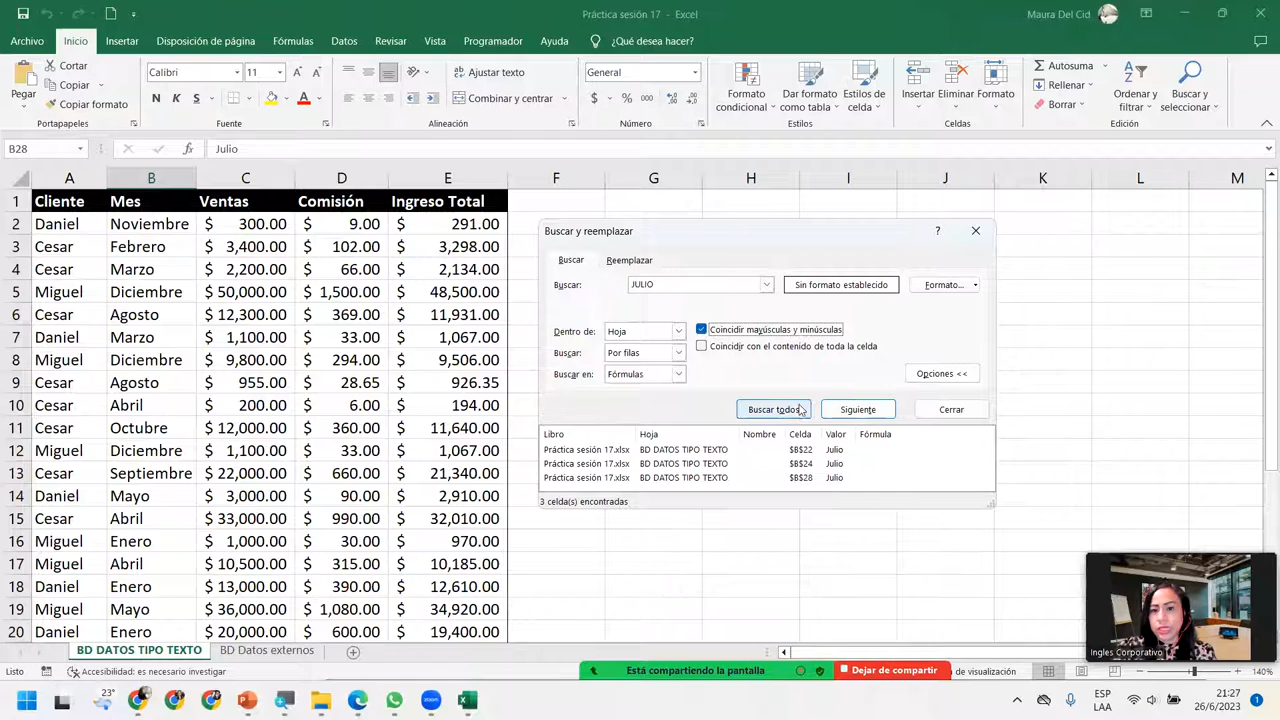 Práctica sesión 17 - Excel
Maura Del Cid
Archivo Inicio Insertar Disposición de página Fórmulas Datos Revisar Vista Programador Ayuda ¿Qué desea hacer?
Pegar
Cortar
Copiar
Copiar formato
Portapapeles
Calibri 11
N K S
Fuente
Ajustar texto
Combinar y centrar
Alineación
General
$ % 000
Número
Formato condicional
Dar formato como tabla
Estilos de celda
Estilos
Insertar Eliminar Formato
Celdas
Autosuma
Rellenar
Borrar
Ordenar y filtrar
Buscar y seleccionar
Edición
B28 fx Julio
A B C D E F G H I J K L M
1 Cliente Mes Ventas Comisión Ingreso Total
2 Daniel Noviembre $ 300.00 $ 9.00 $ 291.00
3 Cesar Febrero $ 3,400.00 $ 102.00 $ 3,298.00
4 Cesar Marzo $ 2,200.00 $ 66.00 $ 2,134.00
5 Miguel Diciembre $ 50,000.00 $ 1,500.00 $ 48,500.00
6 Cesar Agosto $ 12,300.00 $ 369.00 $ 11,931.00
7 Daniel Marzo $ 1,100.00 $ 33.00 $ 1,067.00
8 Miguel Diciembre $ 9,800.00 $ 294.00 $ 9,506.00
9 Cesar Agosto $ 955.00 $ 28.65 $ 926.35
10 Cesar Abril $ 200.00 $ 6.00 $ 194.00
11 Cesar Octubre $ 12,000.00 $ 360.00 $ 11,640.00
12 Miguel Diciembre $ 1,100.00 $ 33.00 $ 1,067.00
13 Cesar Septiembre $ 22,000.00 $ 660.00 $ 21,340.00
14 Daniel Mayo $ 3,000.00 $ 90.00 $ 2,910.00
15 Cesar Abril $ 33,000.00 $ 990.00 $ 32,010.00
16 Miguel Enero $ 1,000.00 $ 30.00 $ 970.00
17 Miguel Abril $ 10,500.00 $ 315.00 $ 10,185.00
18 Daniel Enero $ 13,000.00 $ 390.00 $ 12,610.00
19 Miguel Mayo $ 36,000.00 $ 1,080.00 $ 34,920.00
20 Daniel Enero $ 20,000.00 $ 600.00 $ 19,400.00
Buscar y reemplazar ?
Buscar Reemplazar
Buscar: JULIO Sin formato establecido Formato...
Dentro de: Hoja Coincidir mayúsculas y minúsculas
Coincidir con el contenido de toda la celda
Buscar: Por filas
Buscar en: Fórmulas Opciones <<
Buscar todos Siguiente Cerrar
Libro Hoja Nombre Celda Valor Fórmula
Práctica sesión 17.xlsx BD DATOS TIPO TEXTO $B$22 Julio
Práctica sesión 17.xlsx BD DATOS TIPO TEXTO $B$24 Julio
Práctica sesión 17.xlsx BD DATOS TIPO TEXTO $B$28 Julio
3 celda(s) encontradas
Ingles Corporativo
BD DATOS TIPO TEXTO BD Datos externos
Listo Accesibilidad: es necesario investigar Está compartiendo la pantalla Dejar de compartir de visualización 140%
23° zoom ESP LAA 21:27 26/6/2023